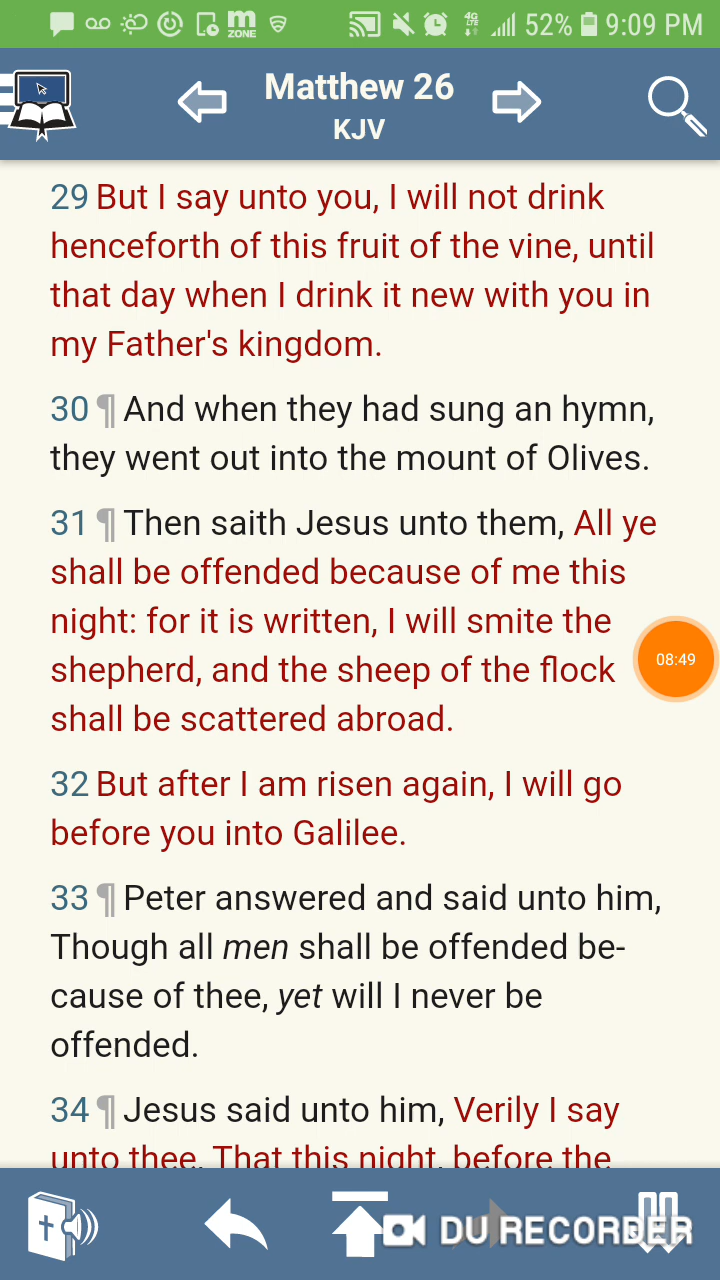 m
ZONE
4G
LTE
52%
9:09 PM
Matthew 26
KJV
29 But I say unto you, I will not drink
henceforth of this fruit of the vine, until
that day when I drink it new with you in
my Father's kingdom.
30 ¶ And when they had sung an hymn,
they went out into the mount of Olives.
31 ¶ Then saith Jesus unto them, All ye
shall be offended because of me this
night: for it is written, I will smite the
shepherd, and the sheep of the flock
shall be scattered abroad.
08:49
32 But after I am risen again, I will go
before you into Galilee.
33 ¶ Peter answered and said unto him,
Though all men shall be offended be-
cause of thee, yet will I never be
offended.
34 ¶ Jesus said unto him, Verily I say
unto thee, That this night, before the
DU RECORDER